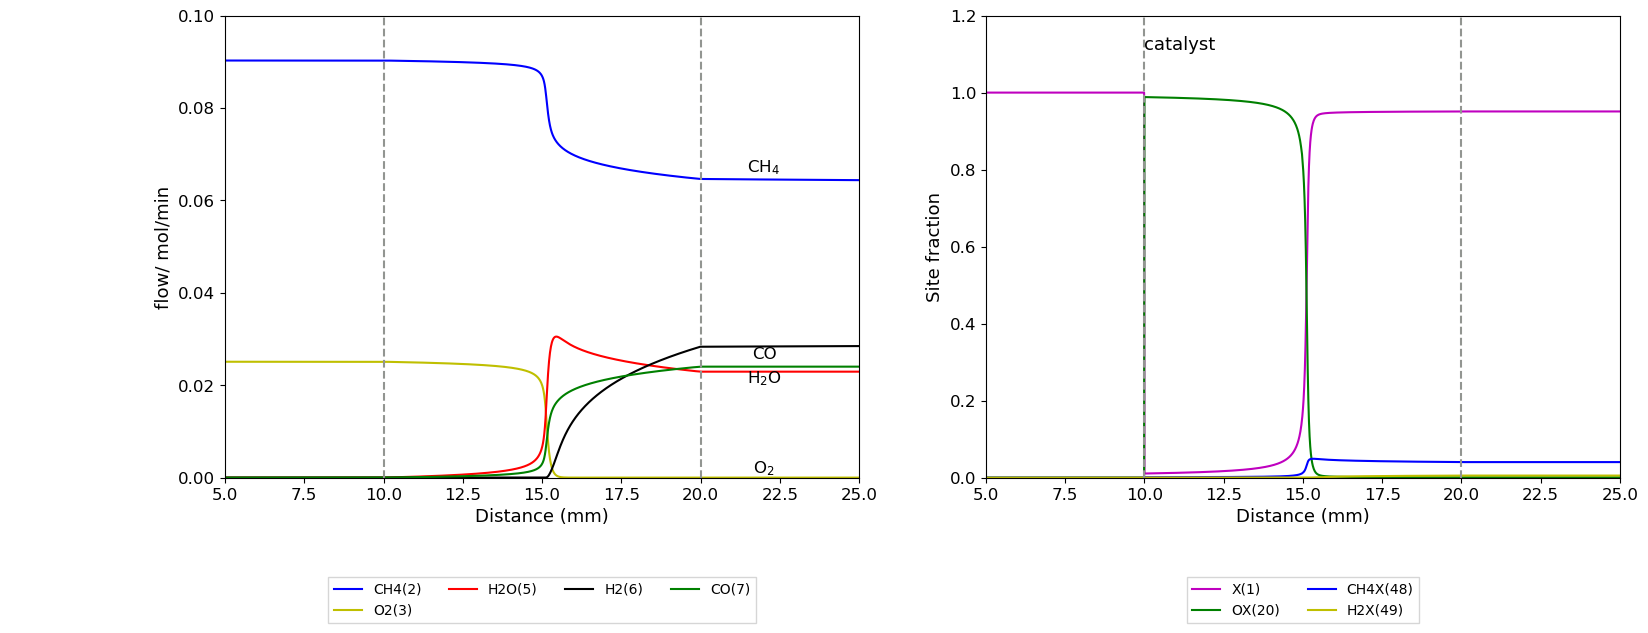 0.10
0.08
0.06
0.04
0.02
0.00
flow/ mol/min
CH₄
CO
H₂O
O₂
5.0 7.5 10.0 12.5 15.0 17.5 20.0 22.5 25.0
Distance (mm)
CH4(2) H2O(5) H2(6) CO(7)
O2(3)
1.2
1.0
0.8
0.6
0.4
0.2
0.0
Site fraction
catalyst
5.0 7.5 10.0 12.5 15.0 17.5 20.0 22.5 25.0
Distance (mm)
X(1) CH4X(48)
OX(20) H2X(49)